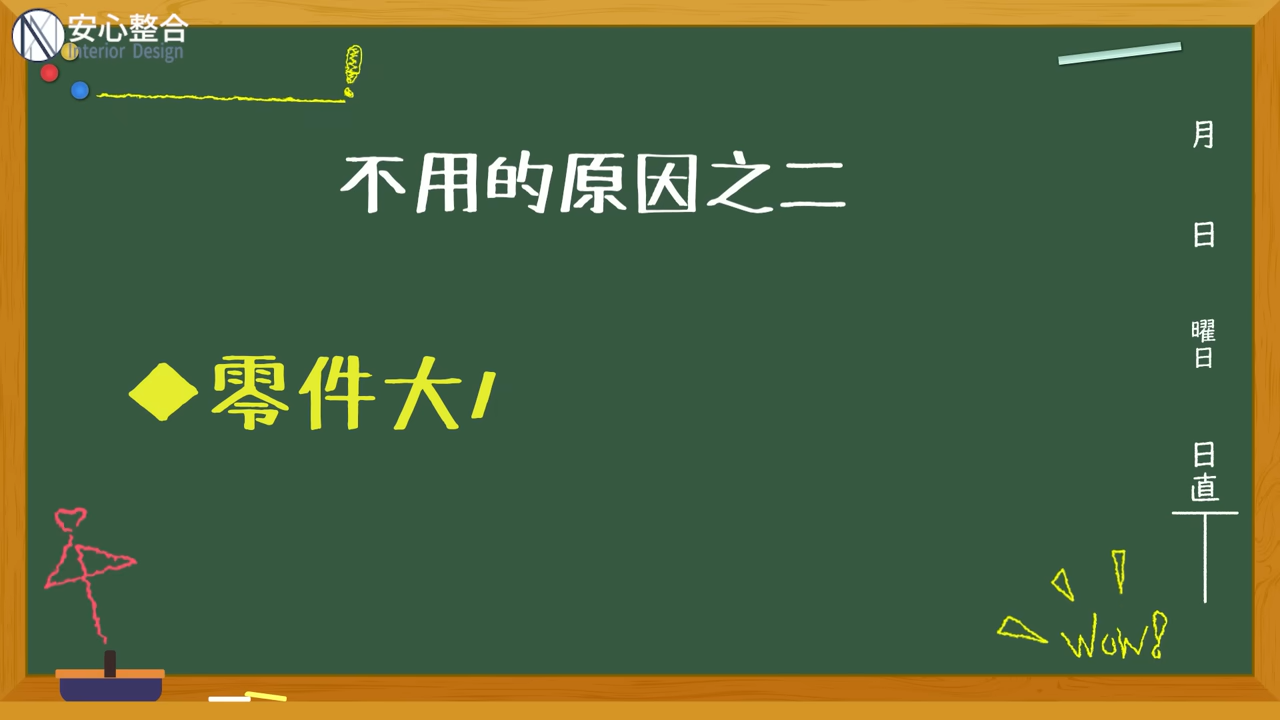 安心整合
Interior Design
不用的原因之二
◆零件大
月
日
曜日
日直
WOW!